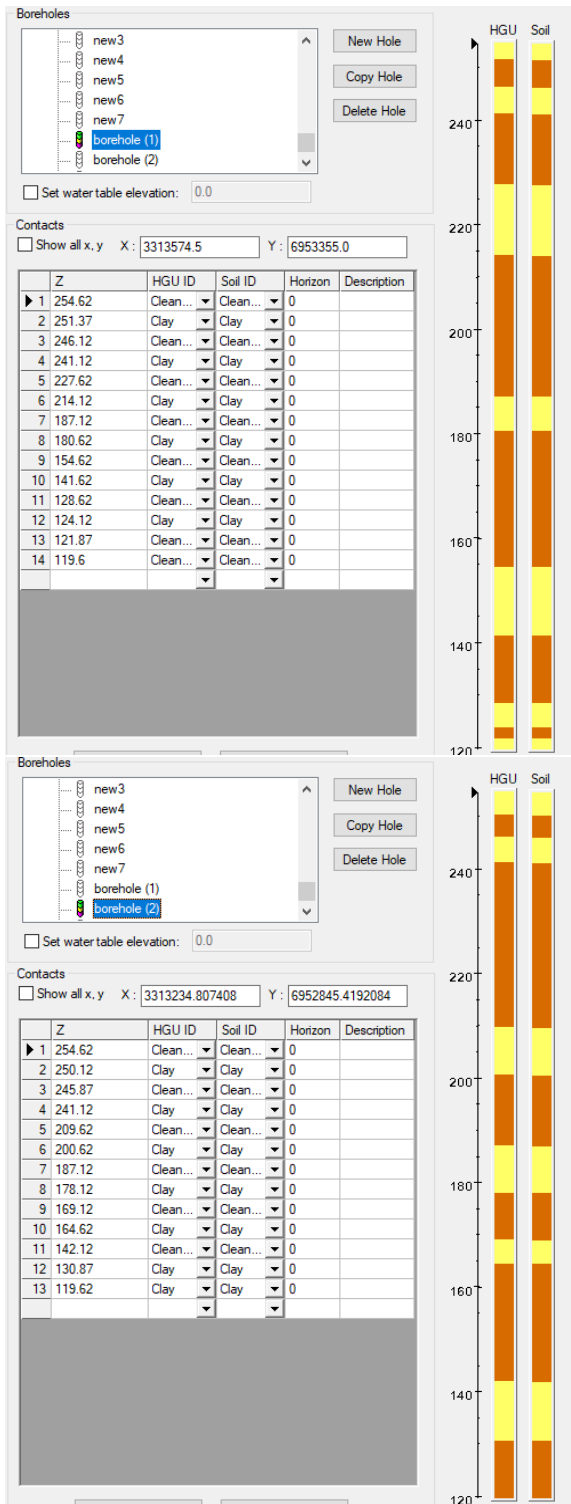 Boreholes
new3
new4
new5
new6
new7
borehole (1)
borehole (2)
New Hole
Copy Hole
Delete Hole
Set water table elevation: 0.0
Contacts
Show all x, y X : 3313574.5 Y : 6953355.0
Z HGU ID Soil ID Horizon Description
1 254.62 Clean... Clean... 0
2 251.37 Clay Clay 0
3 246.12 Clean... Clean... 0
4 241.12 Clay Clay 0
5 227.62 Clean... Clean... 0
6 214.12 Clay Clay 0
7 187.12 Clean... Clean... 0
8 180.62 Clay Clay 0
9 154.62 Clean... Clean... 0
10 141.62 Clay Clay 0
11 128.62 Clean... Clean... 0
12 124.12 Clay Clay 0
13 121.87 Clean... Clean... 0
14 119.6 Clean... Clean... 0
HGU Soil
240
220
200
180
160
140
120
Boreholes
new3
new4
new5
new6
new7
borehole (1)
borehole (2)
New Hole
Copy Hole
Delete Hole
Set water table elevation: 0.0
Contacts
Show all x, y X : 3313234.807408 Y : 6952845.4192084
Z HGU ID Soil ID Horizon Description
1 254.62 Clean... Clean... 0
2 250.12 Clay Clay 0
3 245.87 Clean... Clean... 0
4 241.12 Clay Clay 0
5 209.62 Clean... Clean... 0
6 200.62 Clay Clay 0
7 187.12 Clean... Clean... 0
8 178.12 Clay Clay 0
9 169.12 Clean... Clean... 0
10 164.62 Clay Clay 0
11 142.12 Clean... Clean... 0
12 130.87 Clay Clay 0
13 119.62 Clay Clay 0
HGU Soil
240
220
200
180
160
140
120